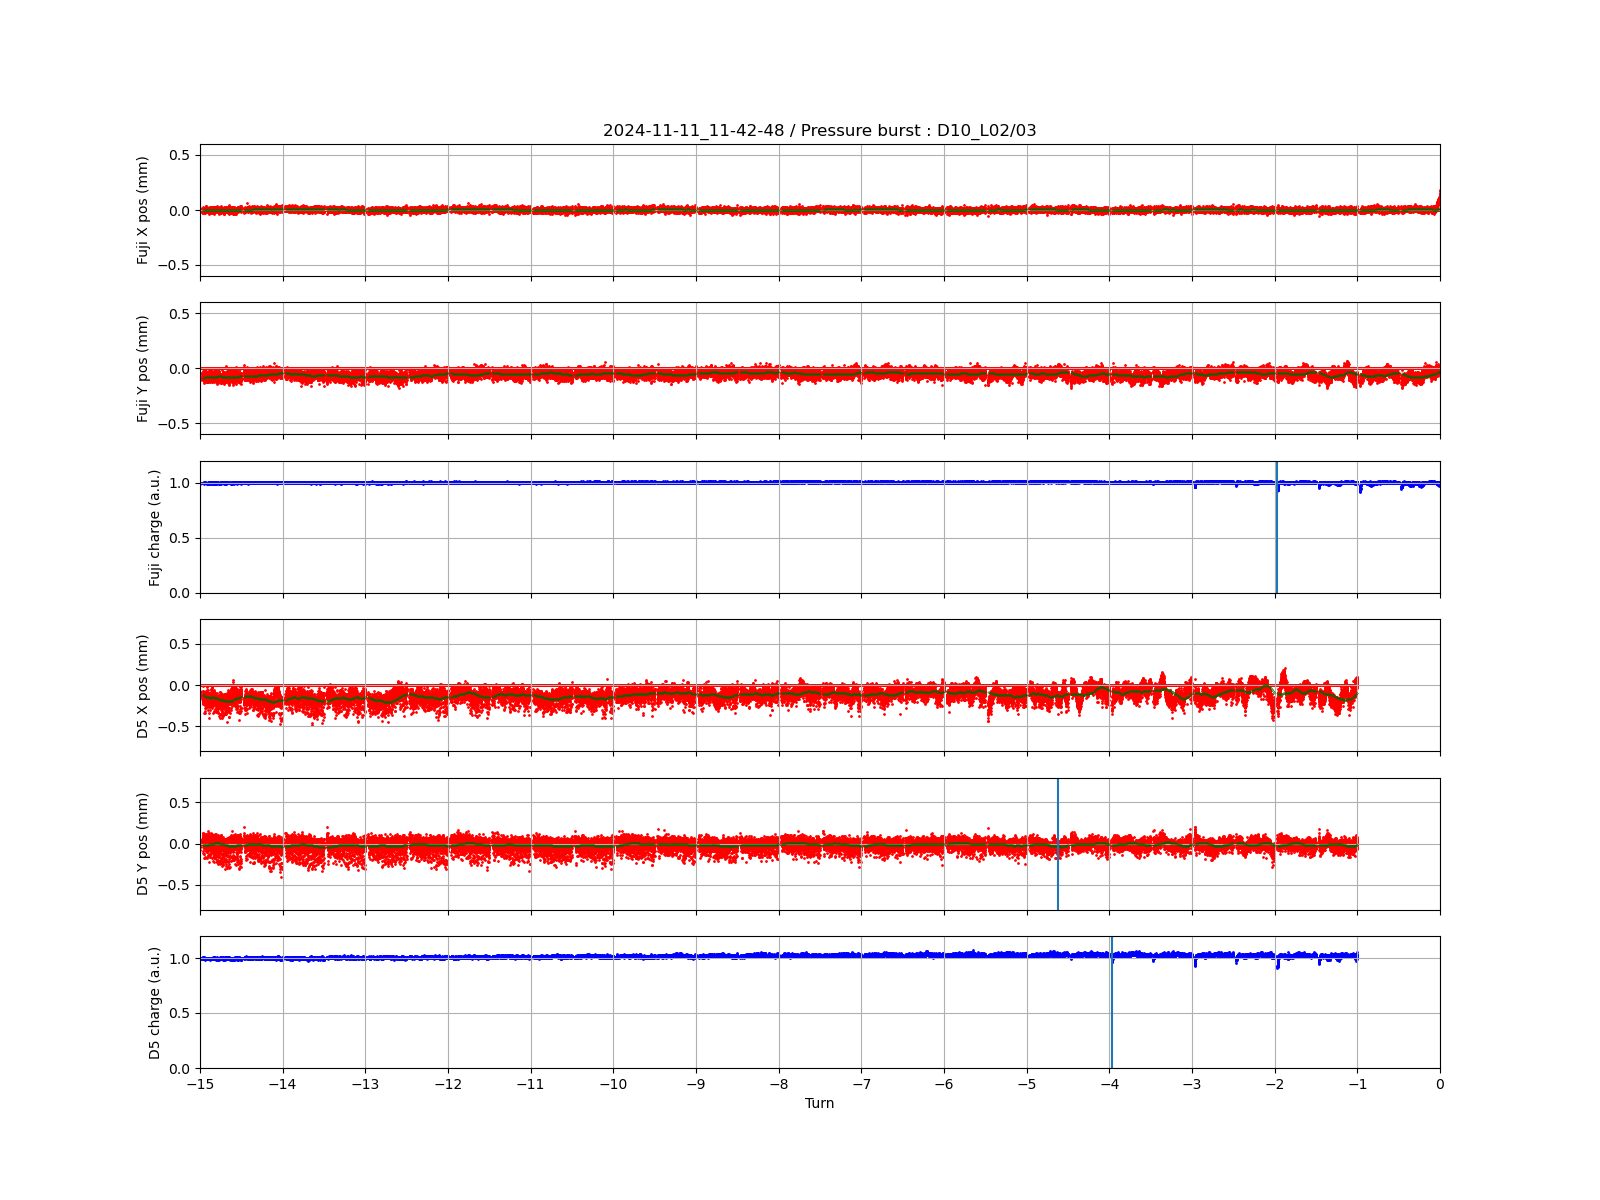 2024-11-11_11-42-48 / Pressure burst : D10_L02/03
0.5
0.0
−0.5
Fuji X pos (mm)
0.5
0.0
−0.5
Fuji Y pos (mm)
1.0
0.5
0.0
Fuji charge (a.u.)
0.5
0.0
−0.5
D5 X pos (mm)
0.5
0.0
−0.5
D5 Y pos (mm)
1.0
0.5
0.0
D5 charge (a.u.)
−15 −14 −13 −12 −11 −10 −9 −8 −7 −6 −5 −4 −3 −2 −1 0
Turn